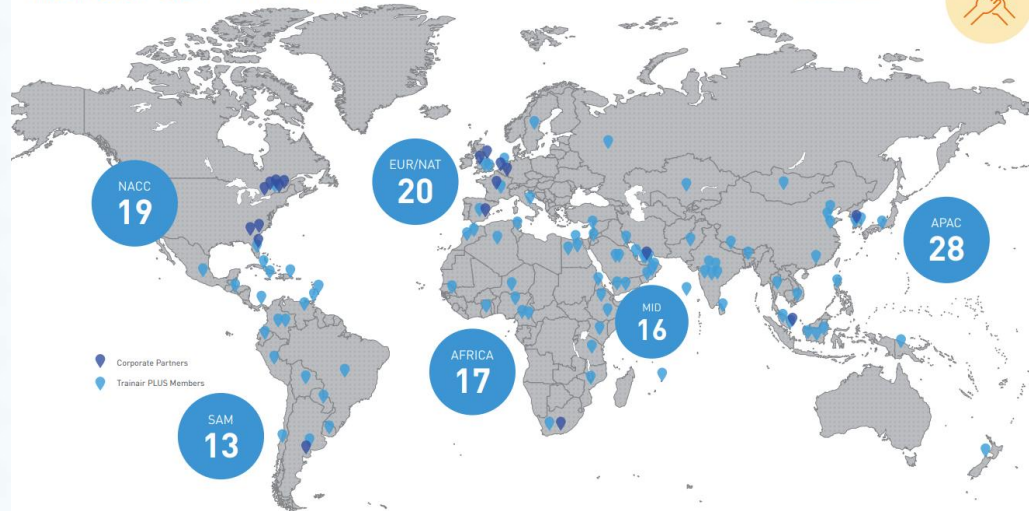 NACC
19
EUR/NAT
20
APAC
28
MID
16
AFRICA
17
SAM
13
Corporate Partners
Trainair PLUS Members